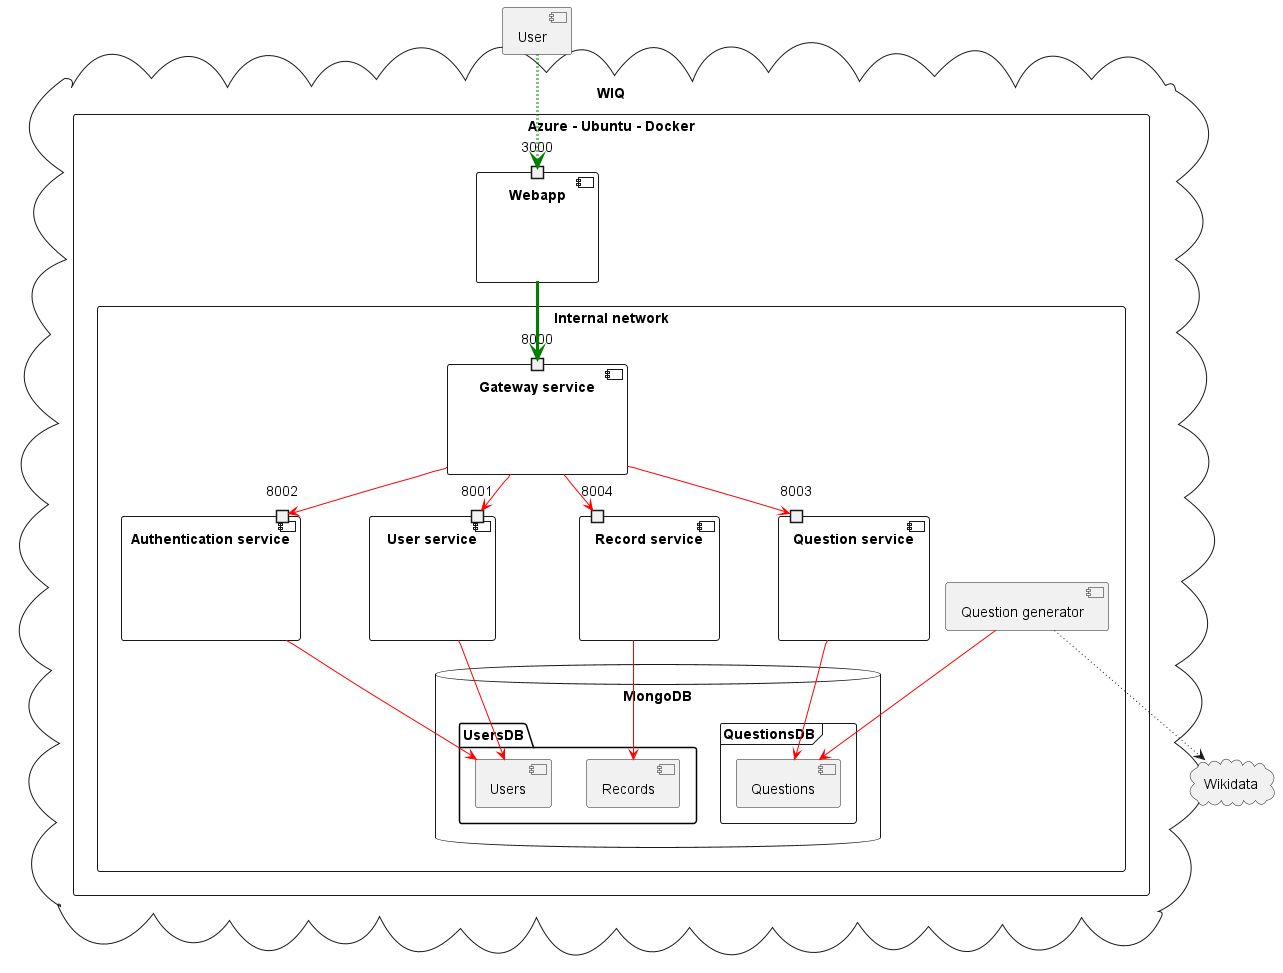 User
WIQ
Azure - Ubuntu - Docker
3000
Webapp
Internal network
8000
Gateway service
8002
8001
8004
8003
Authentication service
User service
Record service
Question service
Question generator
MongoDB
UsersDB
QuestionsDB
Users
Records
Questions
Wikidata